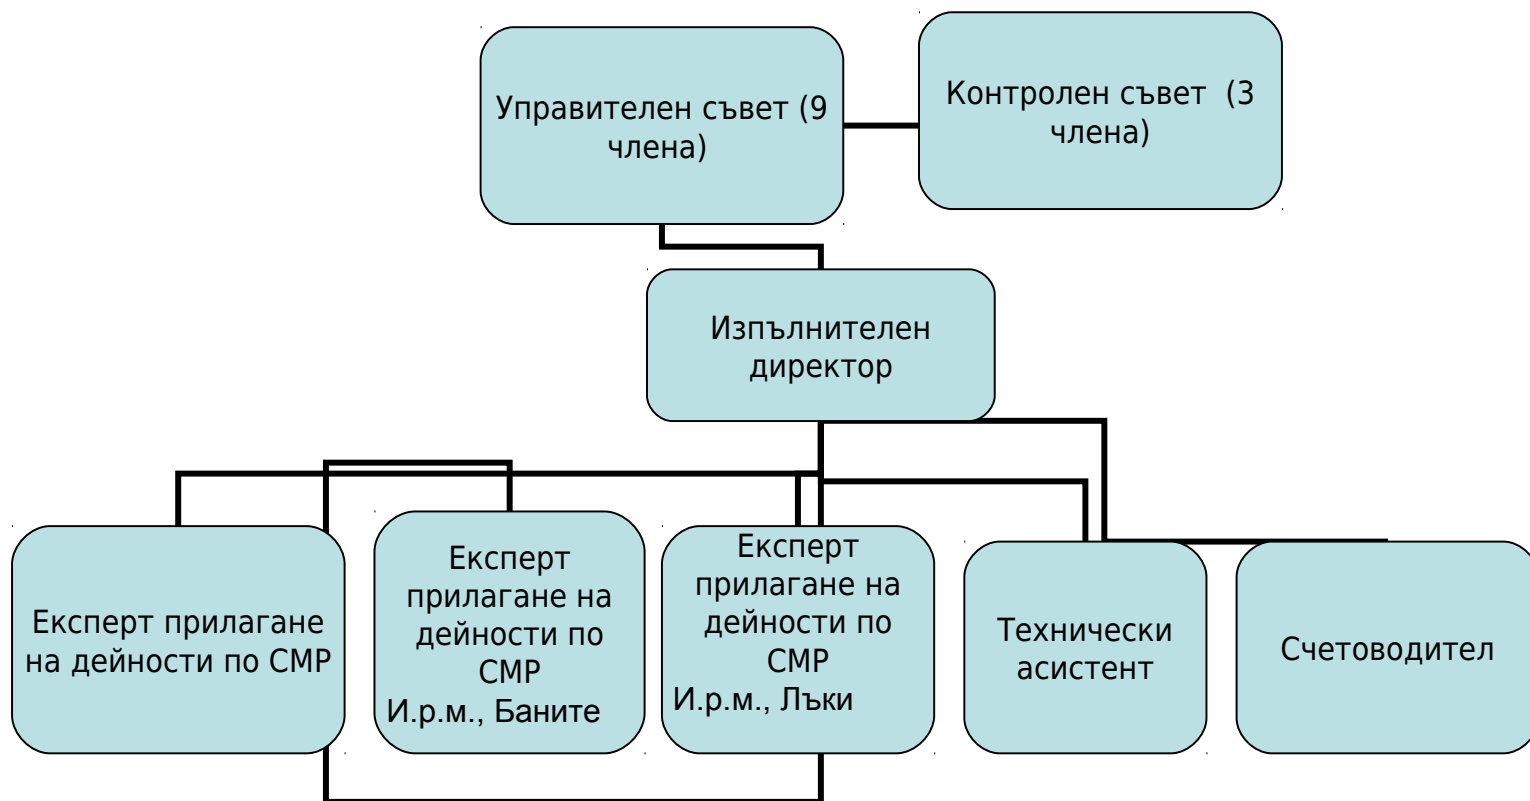 Управителен съвет (9
члена)
Контролен съвет (3
члена)
Изпълнителен
директор
Експерт прилагане
на дейности по СМР
Експерт
прилагане на
дейности по
СМР
И.р.м., Баните
Експерт
прилагане на
дейности по
СМР
И.р.м., Лъки
Технически
асистент
Счетоводител